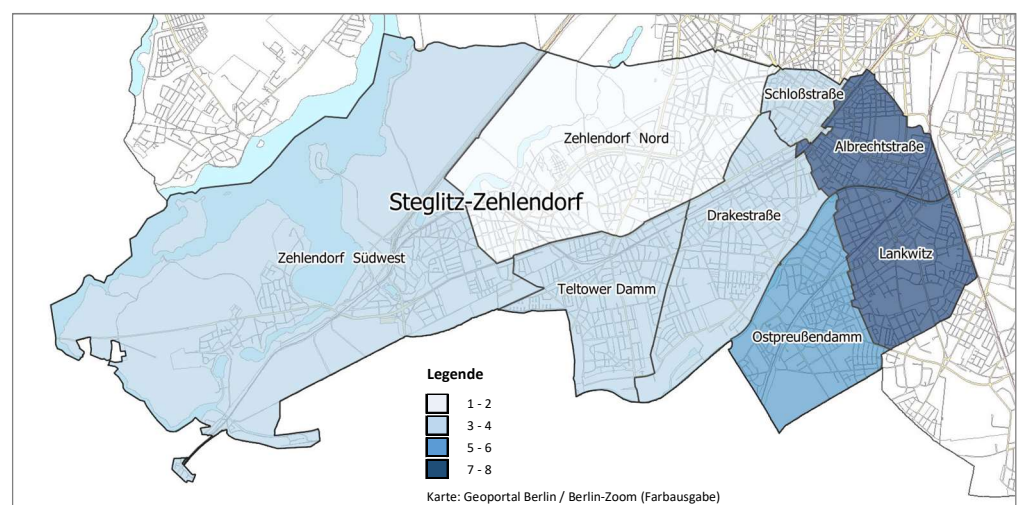 Schloßstraße
Zehlendorf Nord
Albrechtstraße
Steglitz-Zehlendorf
Drakestraße
Zehlendorf Südwest
Lankwitz
Teltower Damm
Ostpreußendamm
Legende
1 - 2
3 - 4
5 - 6
7 - 8
Karte: Geoportal Berlin / Berlin-Zoom (Farbausgabe)